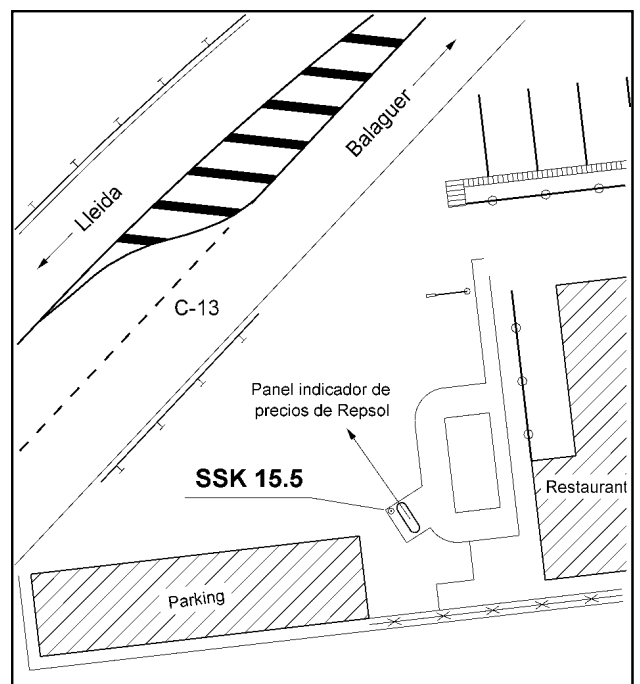 Balaguer
Lleida
C-13
Panel indicador de
precios de Repsol
SSK 15.5
Restaurant
Parking